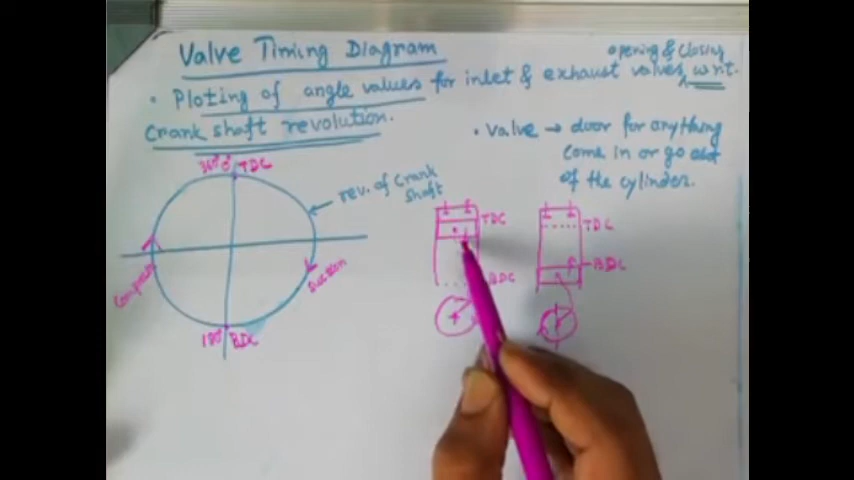 Valve Timing Diagram
opening & closing
• Ploting of angle values for inlet & exhaust valves w.r.t.
Crank shaft revolution.
• Valve → door for anything
come in or go out
of the cylinder.
360° 0° TDC
rev. of Crank
shaft
Suction
180° BDC
TDC
BDC
TDC
BDC